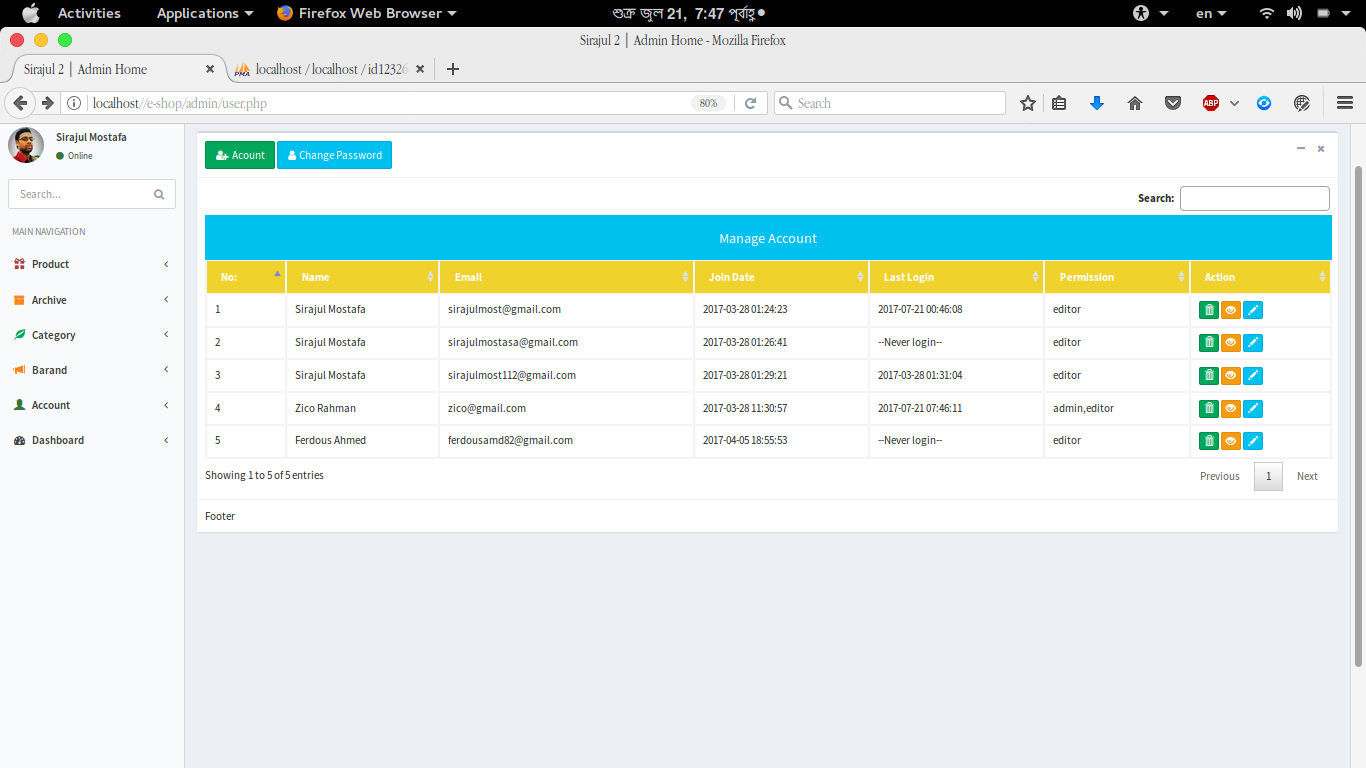 Activities Applications Firefox Web Browser শুক্র জুল 21, 7:47 পূর্বাহ্ণ en
Sirajul 2 | Admin Home - Mozilla Firefox
Sirajul 2 | Admin Home localhost / localhost / id12326
localhost//e-shop/admin/user.php 80% Search ABP
Sirajul Mostafa
Online
Search...
MAIN NAVIGATION
Product
Archive
Category
Barand
Account
Dashboard
Acount Change Password
Search:
Manage Account
No: Name Email Join Date Last Login Permission Action
1 Sirajul Mostafa sirajulmost@gmail.com 2017-03-28 01:24:23 2017-07-21 00:46:08 editor
2 Sirajul Mostafa sirajulmostasa@gmail.com 2017-03-28 01:26:41 --Never login-- editor
3 Sirajul Mostafa sirajulmost112@gmail.com 2017-03-28 01:29:21 2017-03-28 01:31:04 editor
4 Zico Rahman zico@gmail.com 2017-03-28 11:30:57 2017-07-21 07:46:11 admin,editor
5 Ferdous Ahmed ferdousamd82@gmail.com 2017-04-05 18:55:53 --Never login-- editor
Showing 1 to 5 of 5 entries Previous 1 Next
Footer